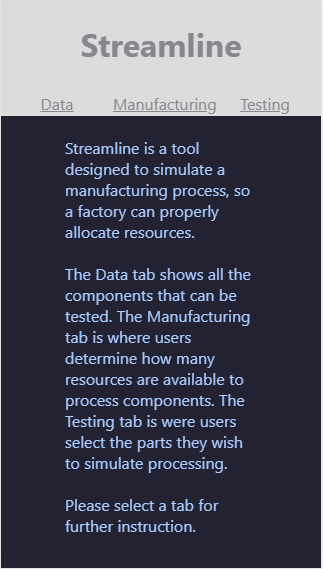 Streamline
Data Manufacturing Testing
Streamline is a tool
designed to simulate a
manufacturing process, so
a factory can properly
allocate resources.
The Data tab shows all the
components that can be
tested. The Manufacturing
tab is where users
determine how many
resources are available to
process components. The
Testing tab is were users
select the parts they wish
to simulate processing.
Please select a tab for
further instruction.